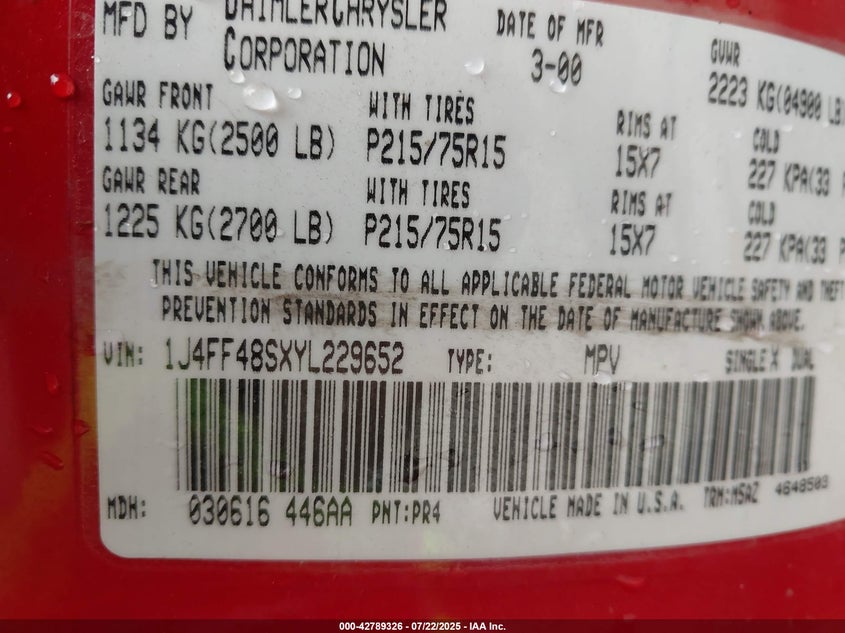 MFD BY DAIMLERCHRYSLER CORPORATION DATE OF MFR 3-00 GVWR 2223 KG(04900 LB)
GAWR FRONT WITH TIRES RIMS AT COLD
1134 KG(2500 LB) P215/75R15 15X7 227 KPA(33 P
GAWR REAR WITH TIRES RIMS AT COLD
1225 KG(2700 LB) P215/75R15 15X7 227 KPA(33 P
THIS VEHICLE CONFORMS TO ALL APPLICABLE FEDERAL MOTOR VEHICLE SAFETY AND THEFT
PREVENTION STANDARDS IN EFFECT ON THE DATE OF MANUFACTURE SHOWN ABOVE.
VIN: 1J4FF48SXYL229652 TYPE: MPV SINGLE X DUAL
MDH: 030616 446AA PNT:PR4 VEHICLE MADE IN U.S.A. TRM:M5AZ 4648503
000-42789326 - 07/22/2025 - IAA Inc.